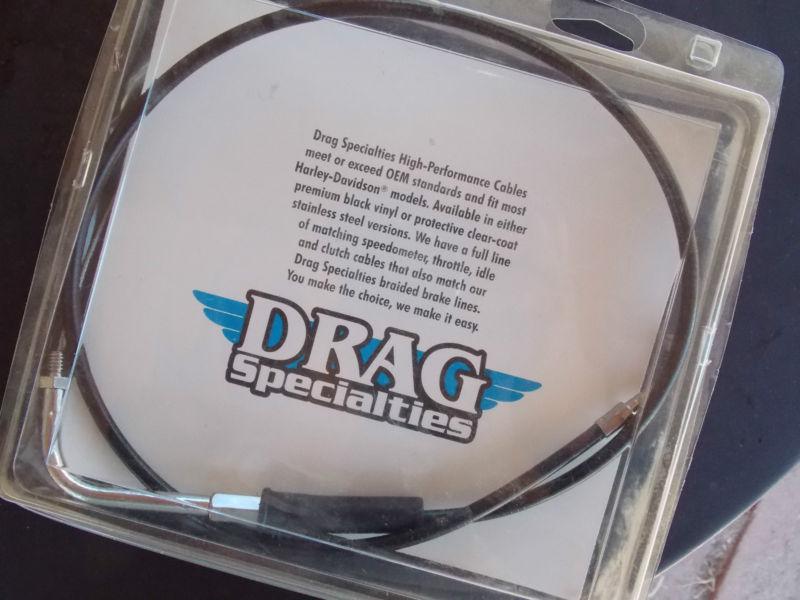 Drag Specialties High-Performance Cables
meet or exceed OEM standards and fit most
Harley-Davidson® models. Available in either
premium black vinyl or protective clear-coat
stainless steel versions. We have a full line
of matching speedometer, throttle, idle
and clutch cables that also match our
Drag Specialties braided brake lines.
You make the choice, we make it easy.
DRAG
Specialties